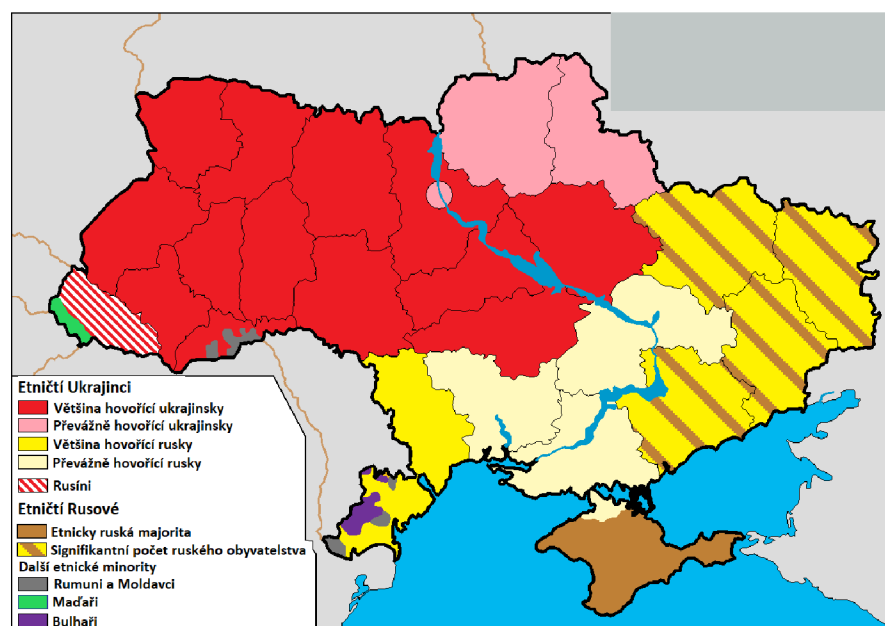 Etničtí Ukrajinci
Většina hovořící ukrajinsky
Převážně hovořící ukrajinsky
Většina hovořící rusky
Převážně hovořící rusky
Rusíni
Etničtí Rusové
Etnicky ruská majorita
Signifikantní počet ruského obyvatelstva
Další etnické minority
Rumuni a Moldavci
Maďaři
Bulhaři